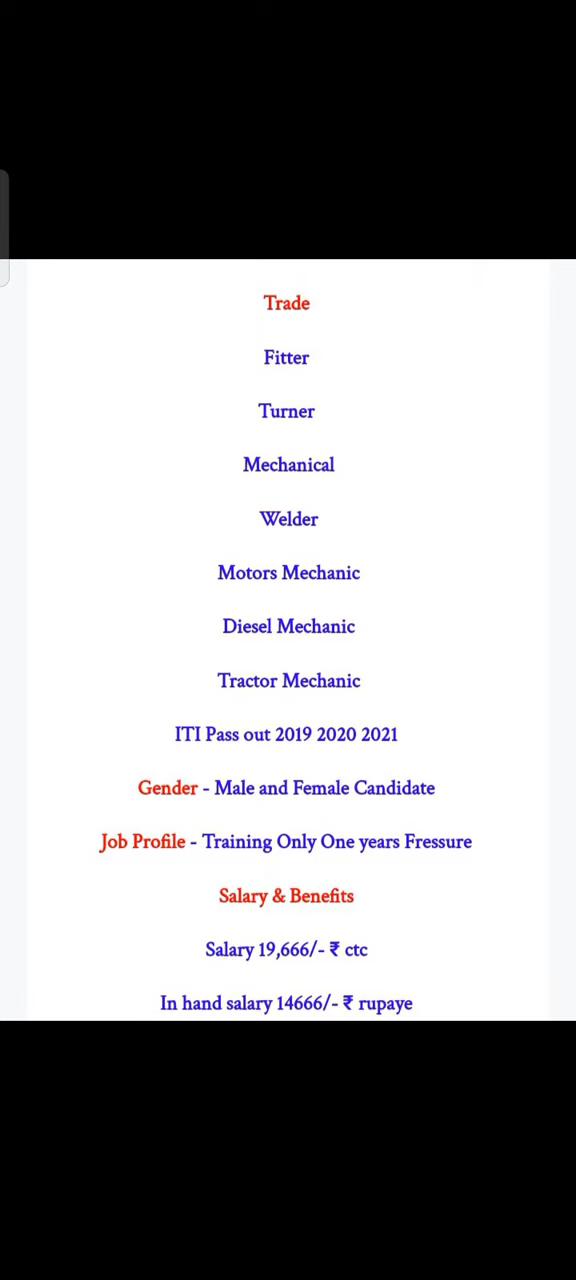 Trade
Fitter
Turner
Mechanical
Welder
Motors Mechanic
Diesel Mechanic
Tractor Mechanic
ITI Pass out 2019 2020 2021
Gender - Male and Female Candidate
Job Profile - Training Only One years Fressure
Salary & Benefits
Salary 19,666/- ₹ ctc
In hand salary 14666/- ₹ rupaye